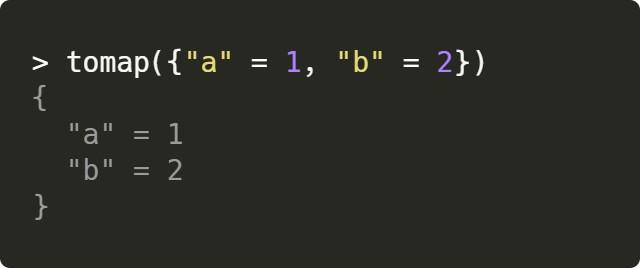 > tomap({"a" = 1, "b" = 2})
{
  "a" = 1
  "b" = 2
}